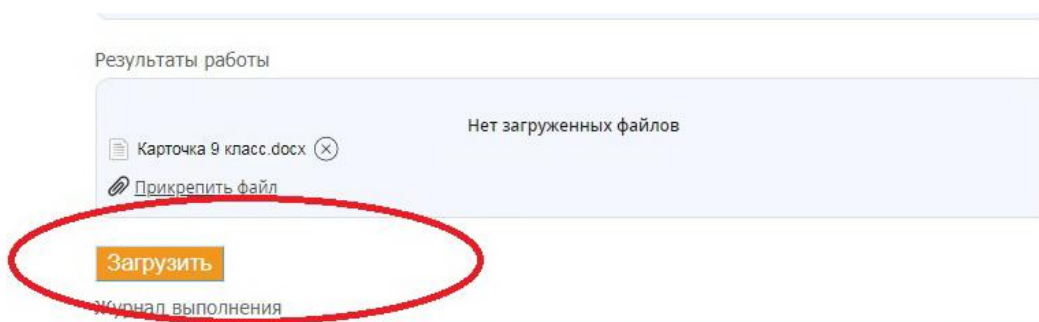 Результаты работы
Нет загруженных файлов
Карточка 9 класс.docx
Прикрепить файл
Загрузить
Журнал выполнения